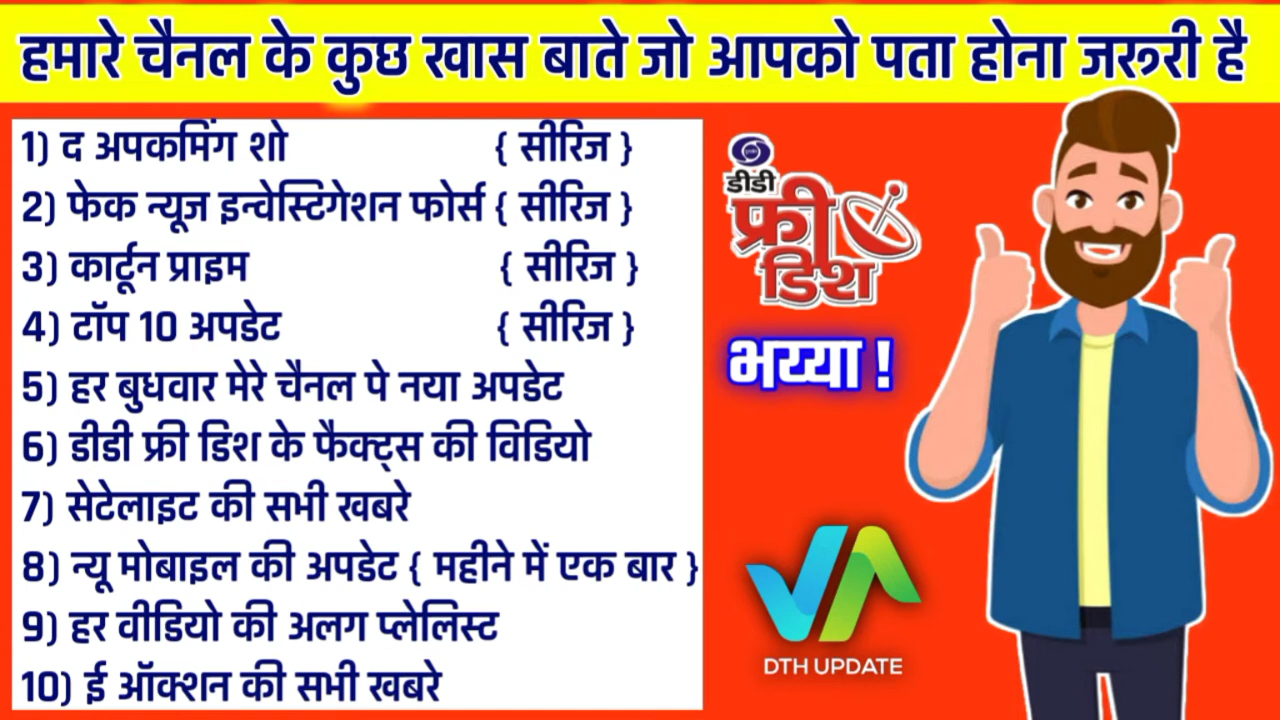 हमारे चैनल के कुछ खास बाते जो आपको पता होना जरूरी है
1) द अपकमिंग शो { सीरिज }
2) फेक न्यूज इन्वेस्टिगेशन फोर्स { सीरिज }
3) कार्टून प्राइम { सीरिज }
4) टॉप 10 अपडेट { सीरिज }
5) हर बुधवार मेरे चैनल पे नया अपडेट
6) डीडी फ्री डिश के फैक्ट्स की विडियो
7) सेटेलाइट की सभी खबरे
8) न्यू मोबाइल की अपडेट { महीने में एक बार }
9) हर वीडियो की अलग प्लेलिस्ट
10) ई ऑक्शन की सभी खबरे
डीडी
फ्री
डिश
भय्या !
DTH UPDATE